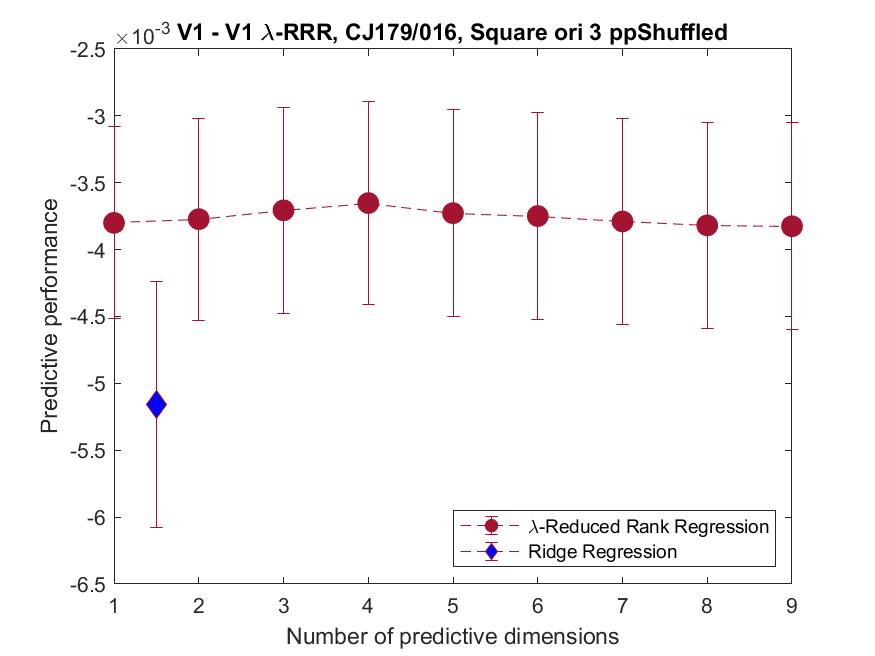 ×10-3 V1 - V1 λ-RRR, CJ179/016, Square ori 3 ppShuffled
-2.5
-3
-3.5
-4
-4.5
-5
-5.5
-6
-6.5
Predictive performance
λ-Reduced Rank Regression
Ridge Regression
1 2 3 4 5 6 7 8 9
Number of predictive dimensions